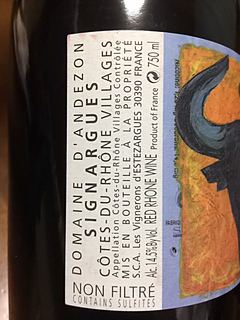 DOMAINE D'ANDEZON
SIGNARGUES
CÔTES-DU-RHÔNE VILLAGES
Appellation Côtes-du-Rhône Villages Contrôlée
MIS EN BOUTEILLE A LA PROPRIÉTÉ
S.C.A. Les Vignerons d'ESTEZARGUES 30390 FRANCE
RED RHONE WINE Product of France 750 ml
Alc. 14.5% By Vol.
NON FILTRÉ
CONTAINS SULFITES